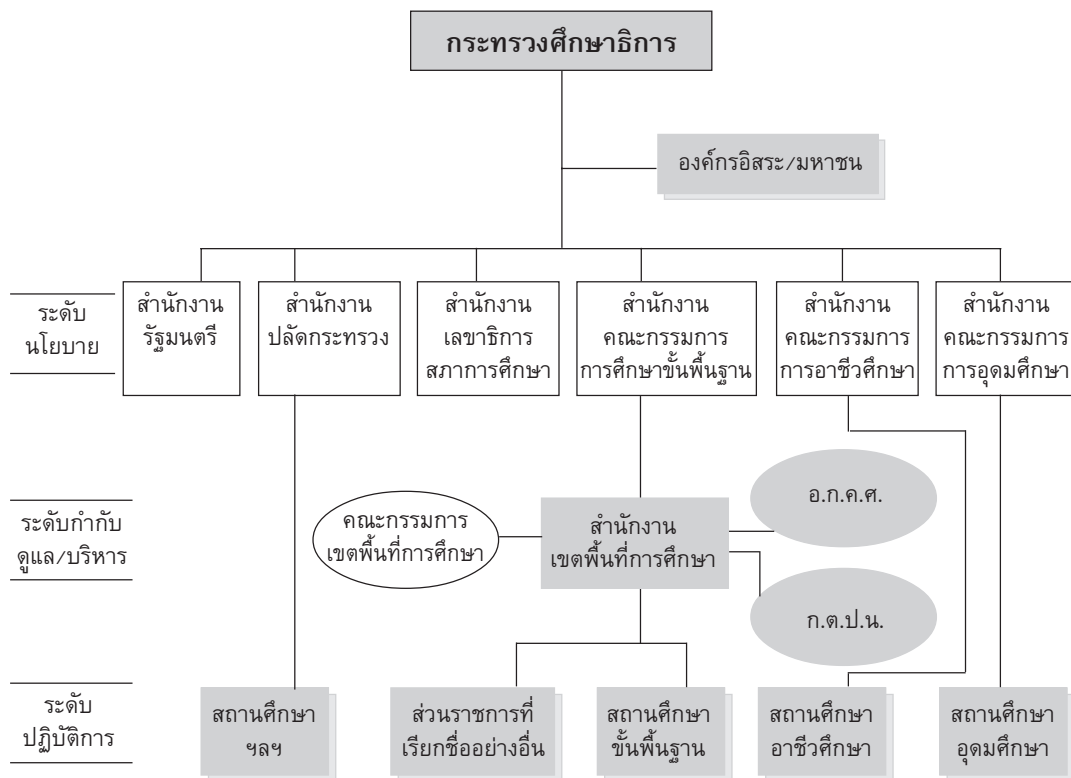 กระทรวงศึกษาธิการ
องค์กรอิสระ/มหาชน
ระดับ
นโยบาย
สำนักงาน
รัฐมนตรี
สำนักงาน
ปลัดกระทรวง
สำนักงาน
เลขาธิการ
สภาการศึกษา
สำนักงาน
คณะกรรมการ
การศึกษาขั้นพื้นฐาน
สำนักงาน
คณะกรรมการ
การอาชีวศึกษา
สำนักงาน
คณะกรรมการ
การอุดมศึกษา
ระดับกำกับ
ดูแล/บริหาร
คณะกรรมการ
เขตพื้นที่การศึกษา
สำนักงาน
เขตพื้นที่การศึกษา
อ.ก.ค.ศ.
ก.ต.ป.น.
ระดับ
ปฏิบัติการ
สถานศึกษา
ฯลฯ
ส่วนราชการที่
เรียกชื่ออย่างอื่น
สถานศึกษา
ขั้นพื้นฐาน
สถานศึกษา
อาชีวศึกษา
สถานศึกษา
อุดมศึกษา